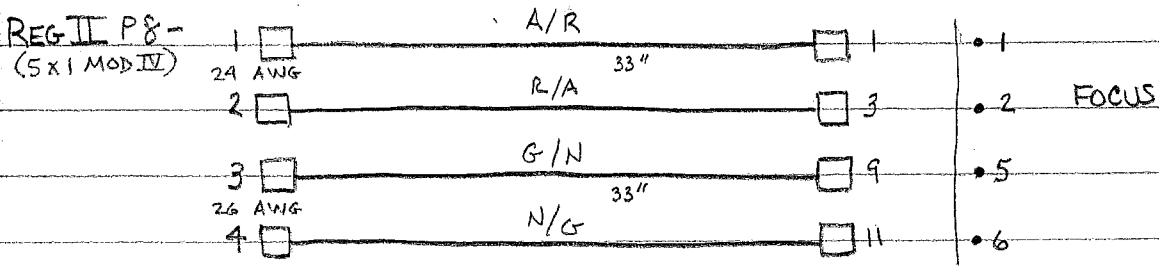 REG II P8-
(5x1 MOD IV)
1 A/R 33" 1 • 1
24 AWG
2 R/A 3 • 2 FOCUS
3 G/N 33" 9 • 5
26 AWG
4 N/G 11 • 6